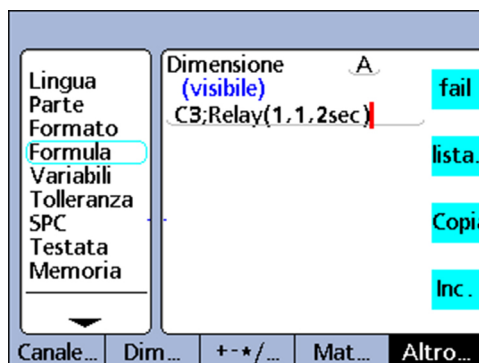 Lingua
Parte
Formato
Formula
Variabili
Tolleranza
SPC
Testata
Memoria
Dimensione A
(visibile)
C3;Relay(1,1,2sec)
fail
lista.
Copia
Inc.
Canale... Dim... +-*/... Mat... Altro...